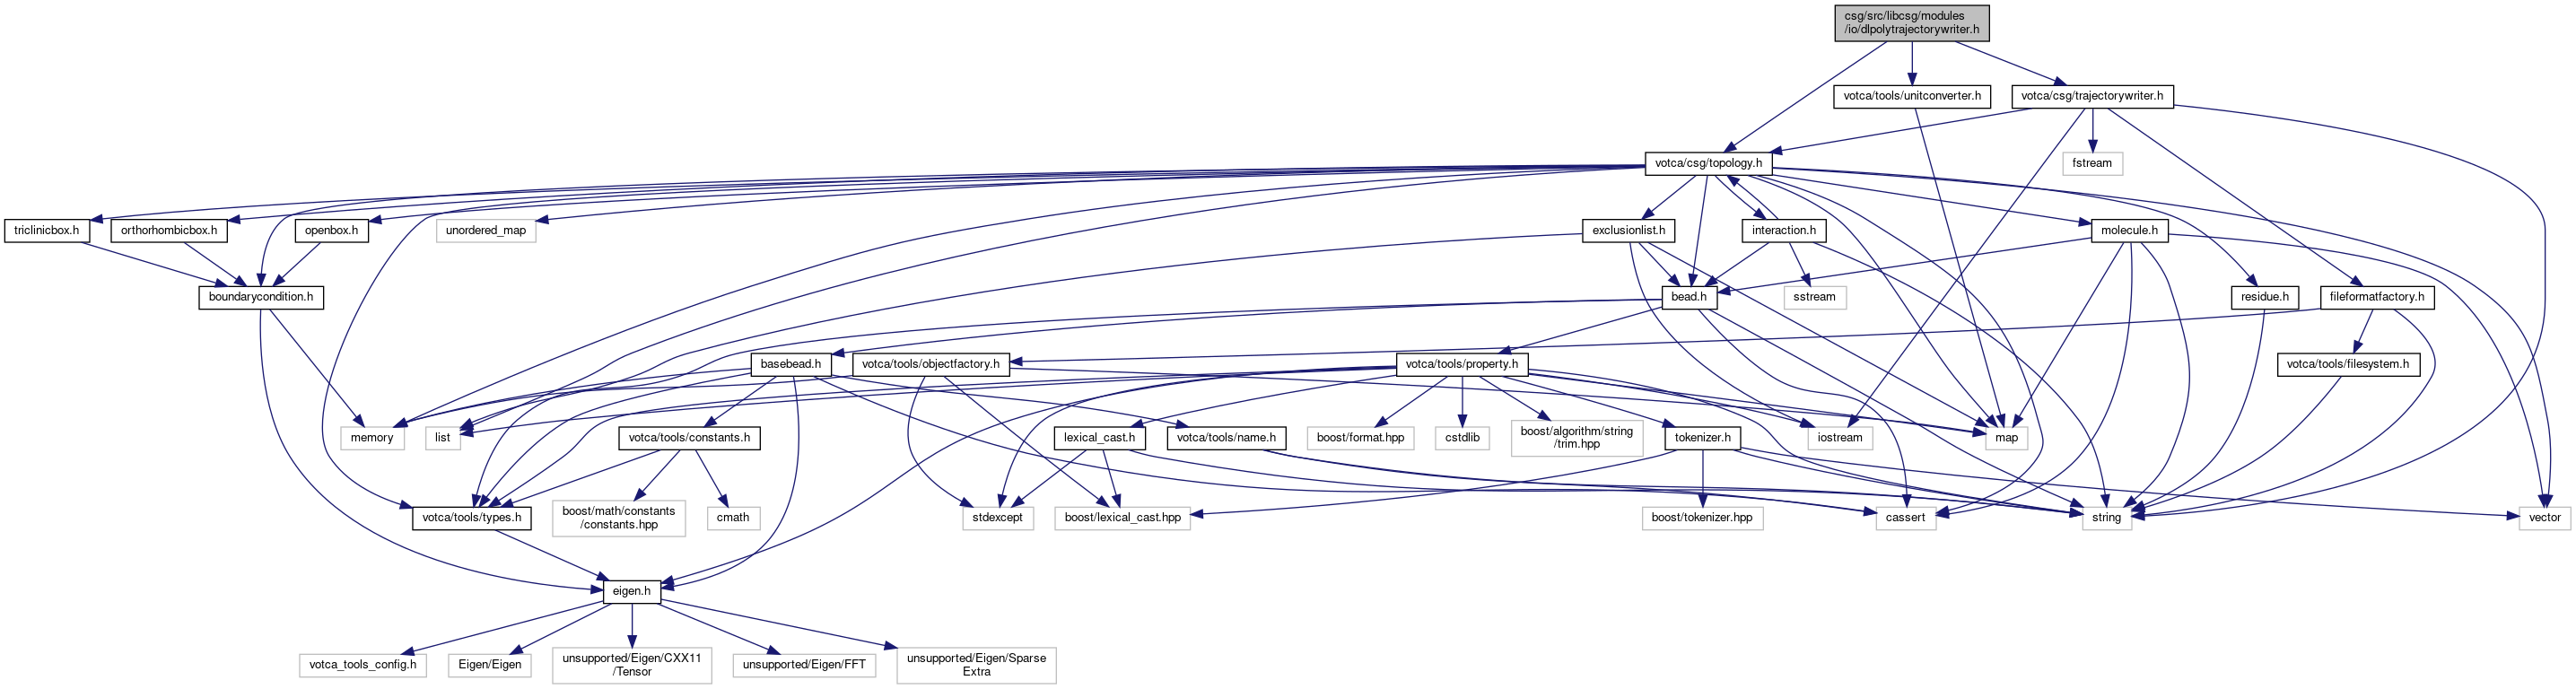 csg/src/libcsg/modules
/io/dlpolytrajectorywriter.h
votca/tools/unitconverter.h
votca/csg/trajectorywriter.h
votca/csg/topology.h
fstream
triclinicbox.h
orthorhombicbox.h
openbox.h
unordered_map
exclusionlist.h
interaction.h
molecule.h
boundarycondition.h
bead.h
sstream
residue.h
fileformatfactory.h
basebead.h
votca/tools/objectfactory.h
votca/tools/property.h
votca/tools/filesystem.h
memory
list
votca/tools/constants.h
lexical_cast.h
votca/tools/name.h
boost/format.hpp
cstdlib
boost/algorithm/string
/trim.hpp
tokenizer.h
iostream
map
votca/tools/types.h
boost/math/constants
/constants.hpp
cmath
stdexcept
boost/lexical_cast.hpp
boost/tokenizer.hpp
cassert
string
vector
eigen.h
votca_tools_config.h
Eigen/Eigen
unsupported/Eigen/CXX11
/Tensor
unsupported/Eigen/FFT
unsupported/Eigen/Sparse
Extra